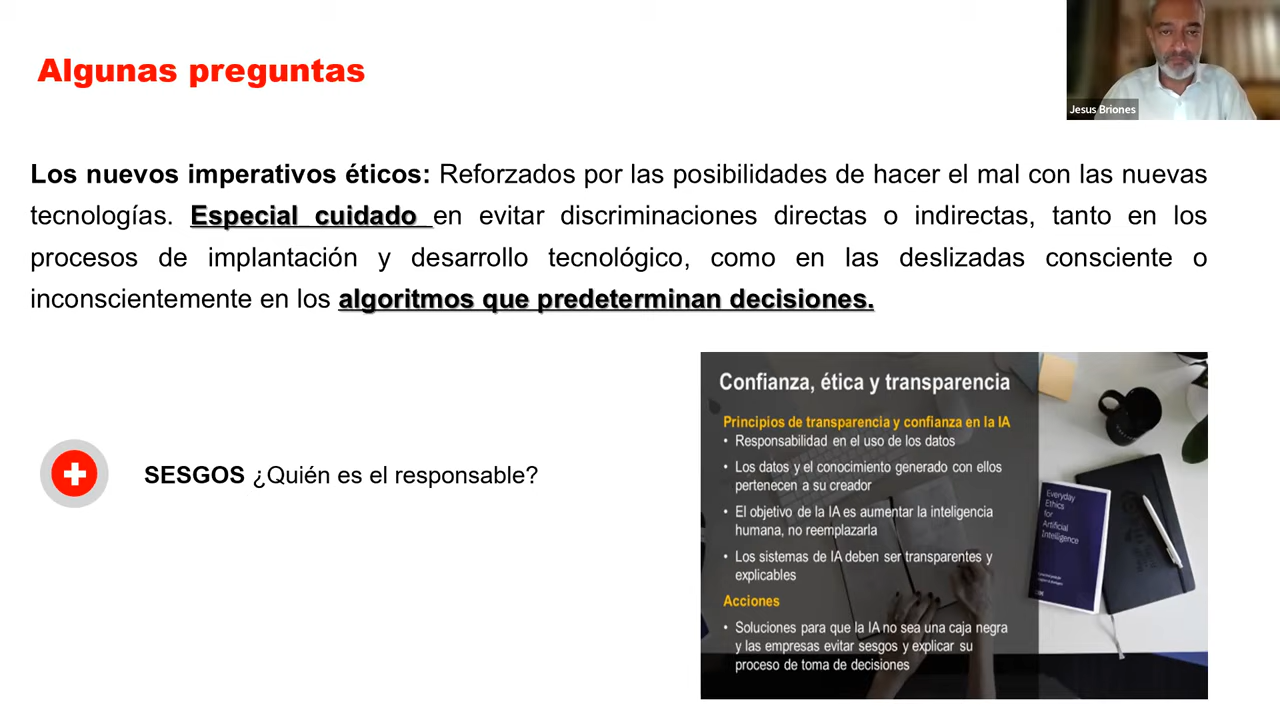 Algunas preguntas
Jesus Briones
Los nuevos imperativos éticos: Reforzados por las posibilidades de hacer el mal con las nuevas
tecnologías. Especial cuidado en evitar discriminaciones directas o indirectas, tanto en los
procesos de implantación y desarrollo tecnológico, como en las deslizadas consciente o
inconscientemente en los algoritmos que predeterminan decisiones.
SESGOS ¿Quién es el responsable?
Confianza, ética y transparencia
Principios de transparencia y confianza en la IA
• Responsabilidad en el uso de los datos
• Los datos y el conocimiento generado con ellos
pertenecen a su creador
• El objetivo de la IA es aumentar la inteligencia
humana, no reemplazarla
• Los sistemas de IA deben ser transparentes y
explicables
Acciones
• Soluciones para que la IA no sea una caja negra
y las empresas evitar sesgos y explicar su
proceso de toma de decisiones
Everyday
Ethics
for
Artificial
Intelligence